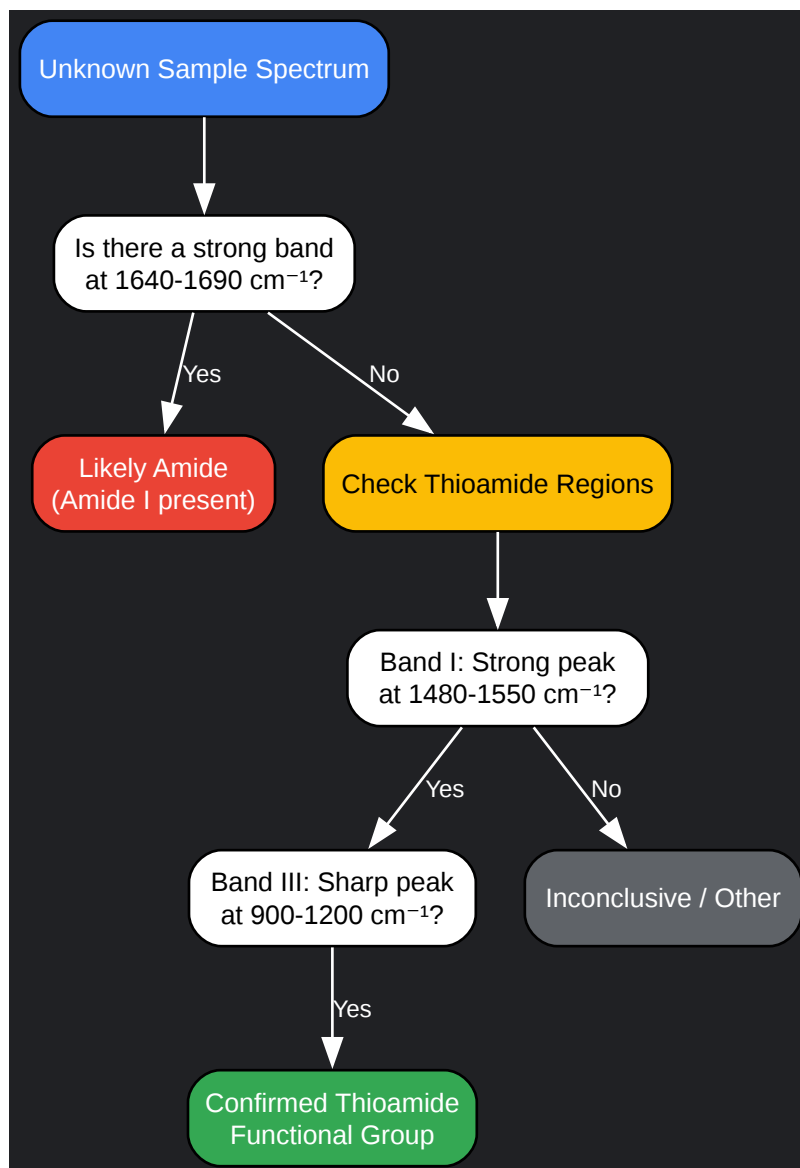 Unknown Sample Spectrum
Is there a strong band
at 1640-1690 cm⁻¹?
Yes
No
Likely Amide
(Amide I present)
Check Thioamide Regions
Band I: Strong peak
at 1480-1550 cm⁻¹?
Yes
No
Band III: Sharp peak
at 900-1200 cm⁻¹?
Inconclusive / Other
Yes
Confirmed Thioamide
Functional Group